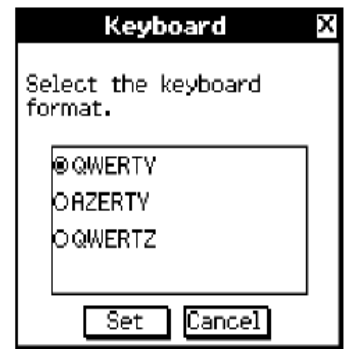 Keyboard X
Select the keyboard
format.
QWERTY
AZERTY
QWERTZ
Set Cancel